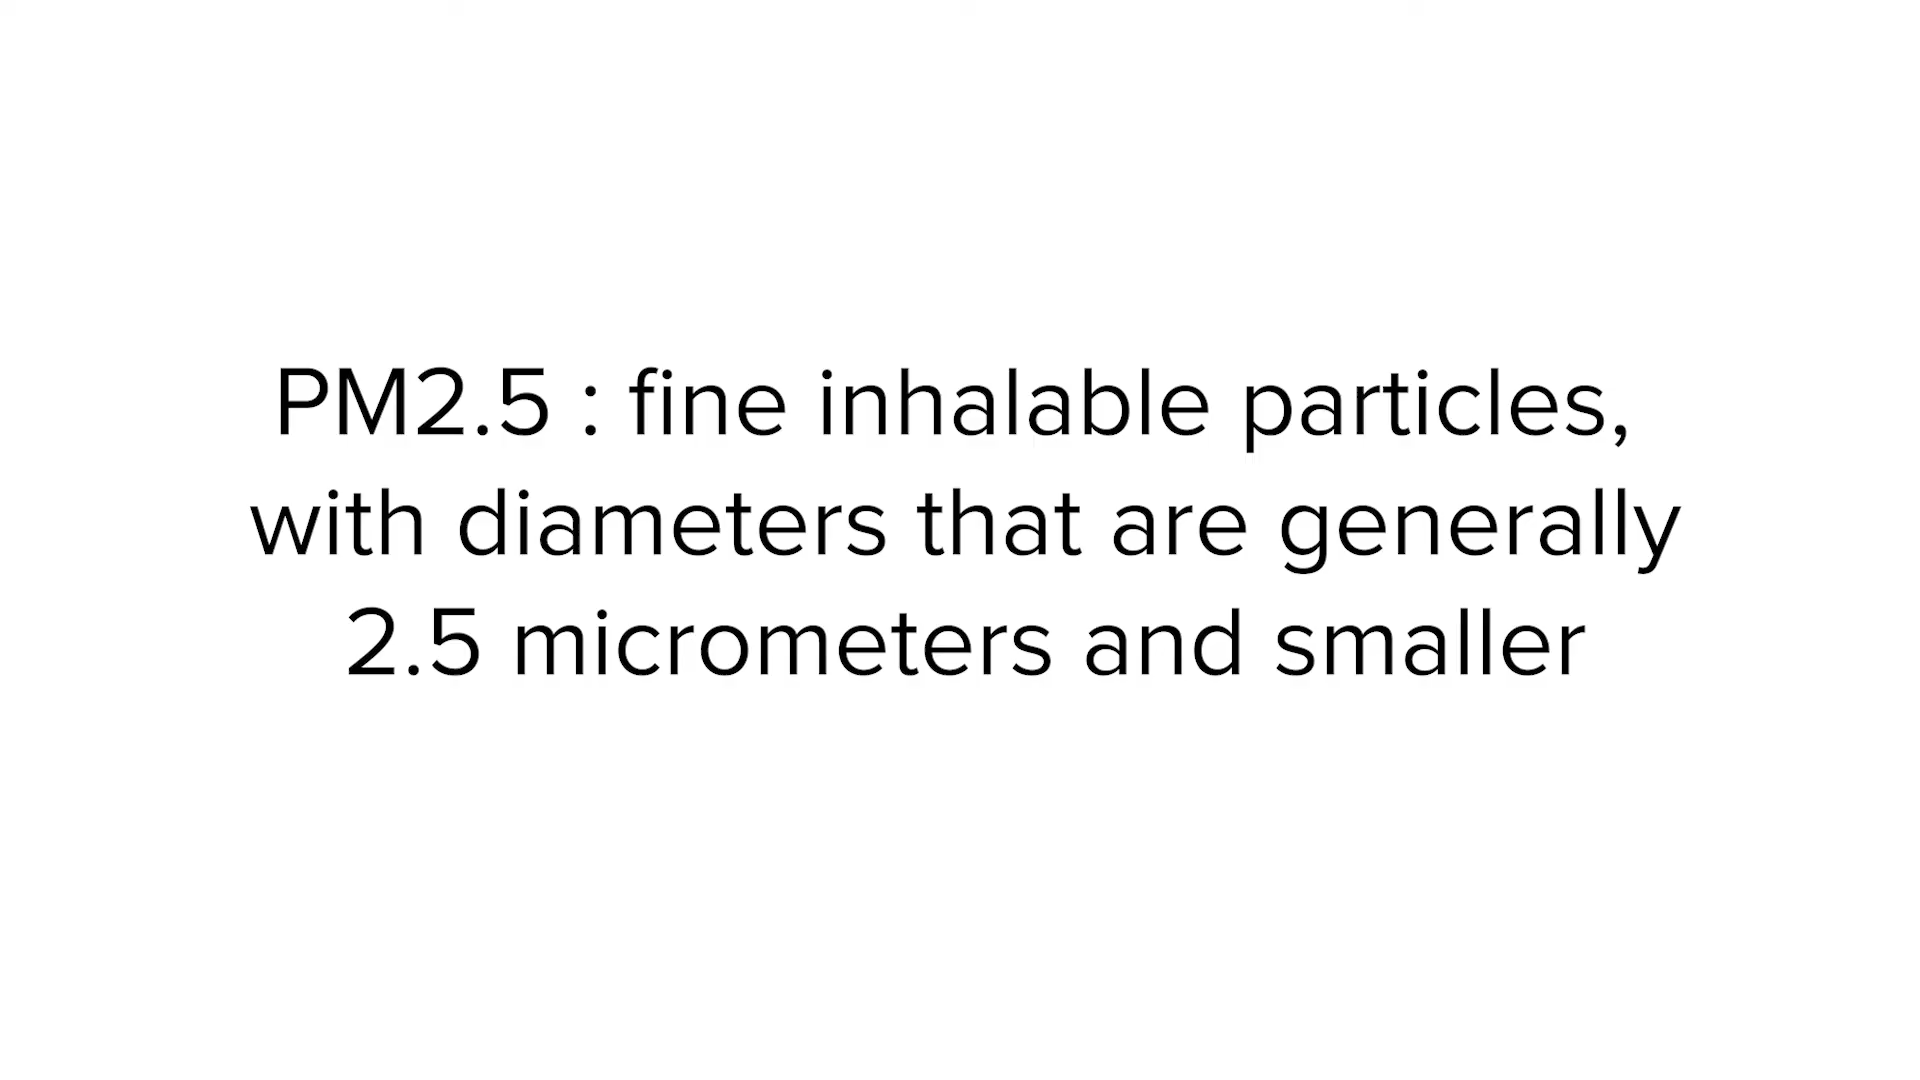 PM2.5 : fine inhalable particles,
with diameters that are generally
2.5 micrometers and smaller